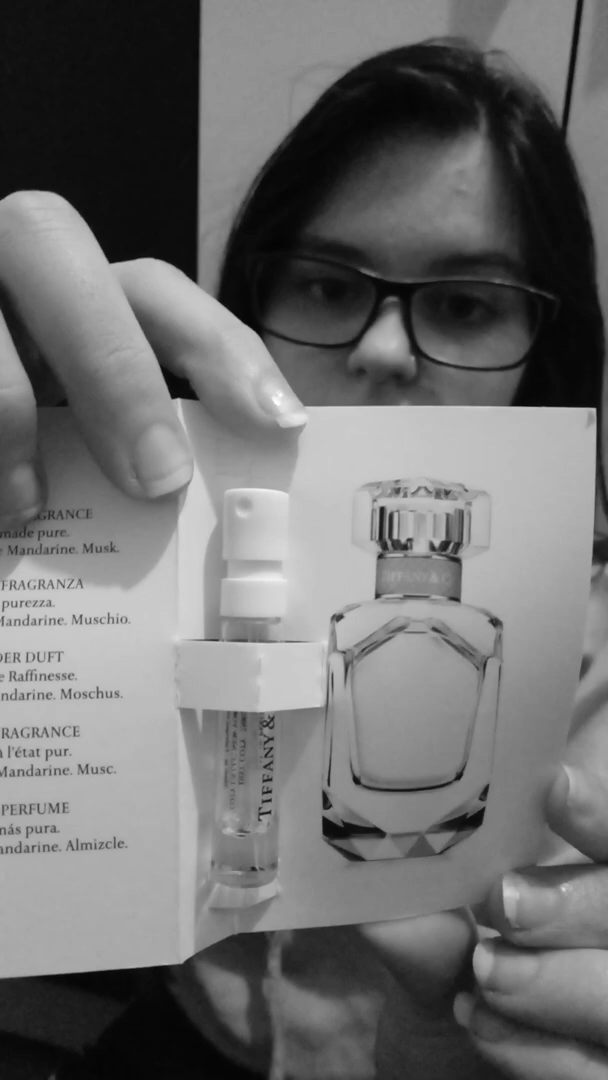 GRANCE
made pure.
Mandarine. Musk.
FRAGRANZA
purezza.
Mandarine. Muschio.
DER DUFT
Raffinesse.
ndarine. Moschus.
RAGRANCE
à l'état pur.
Mandarine. Musc.
PERFUME
más pura.
andarine. Almizcle.
TIFFANY &
TIFFANY & Co